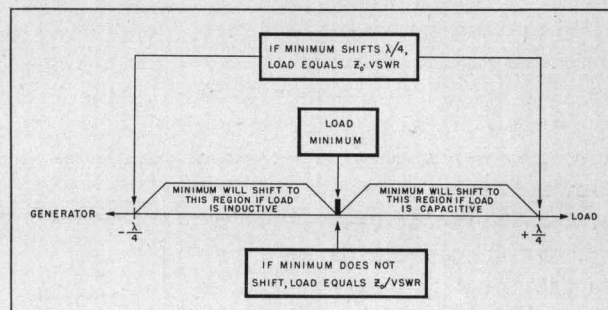 IF MINIMUM SHIFTS λ/4,
LOAD EQUALS Z₀·VSWR
LOAD
MINIMUM
MINIMUM WILL SHIFT TO
THIS REGION IF LOAD
IS INDUCTIVE
MINIMUM WILL SHIFT TO
THIS REGION IF LOAD
IS CAPACITIVE
GENERATOR
LOAD
-λ/4
+λ/4
IF MINIMUM DOES NOT
SHIFT, LOAD EQUALS Z₀/VSWR